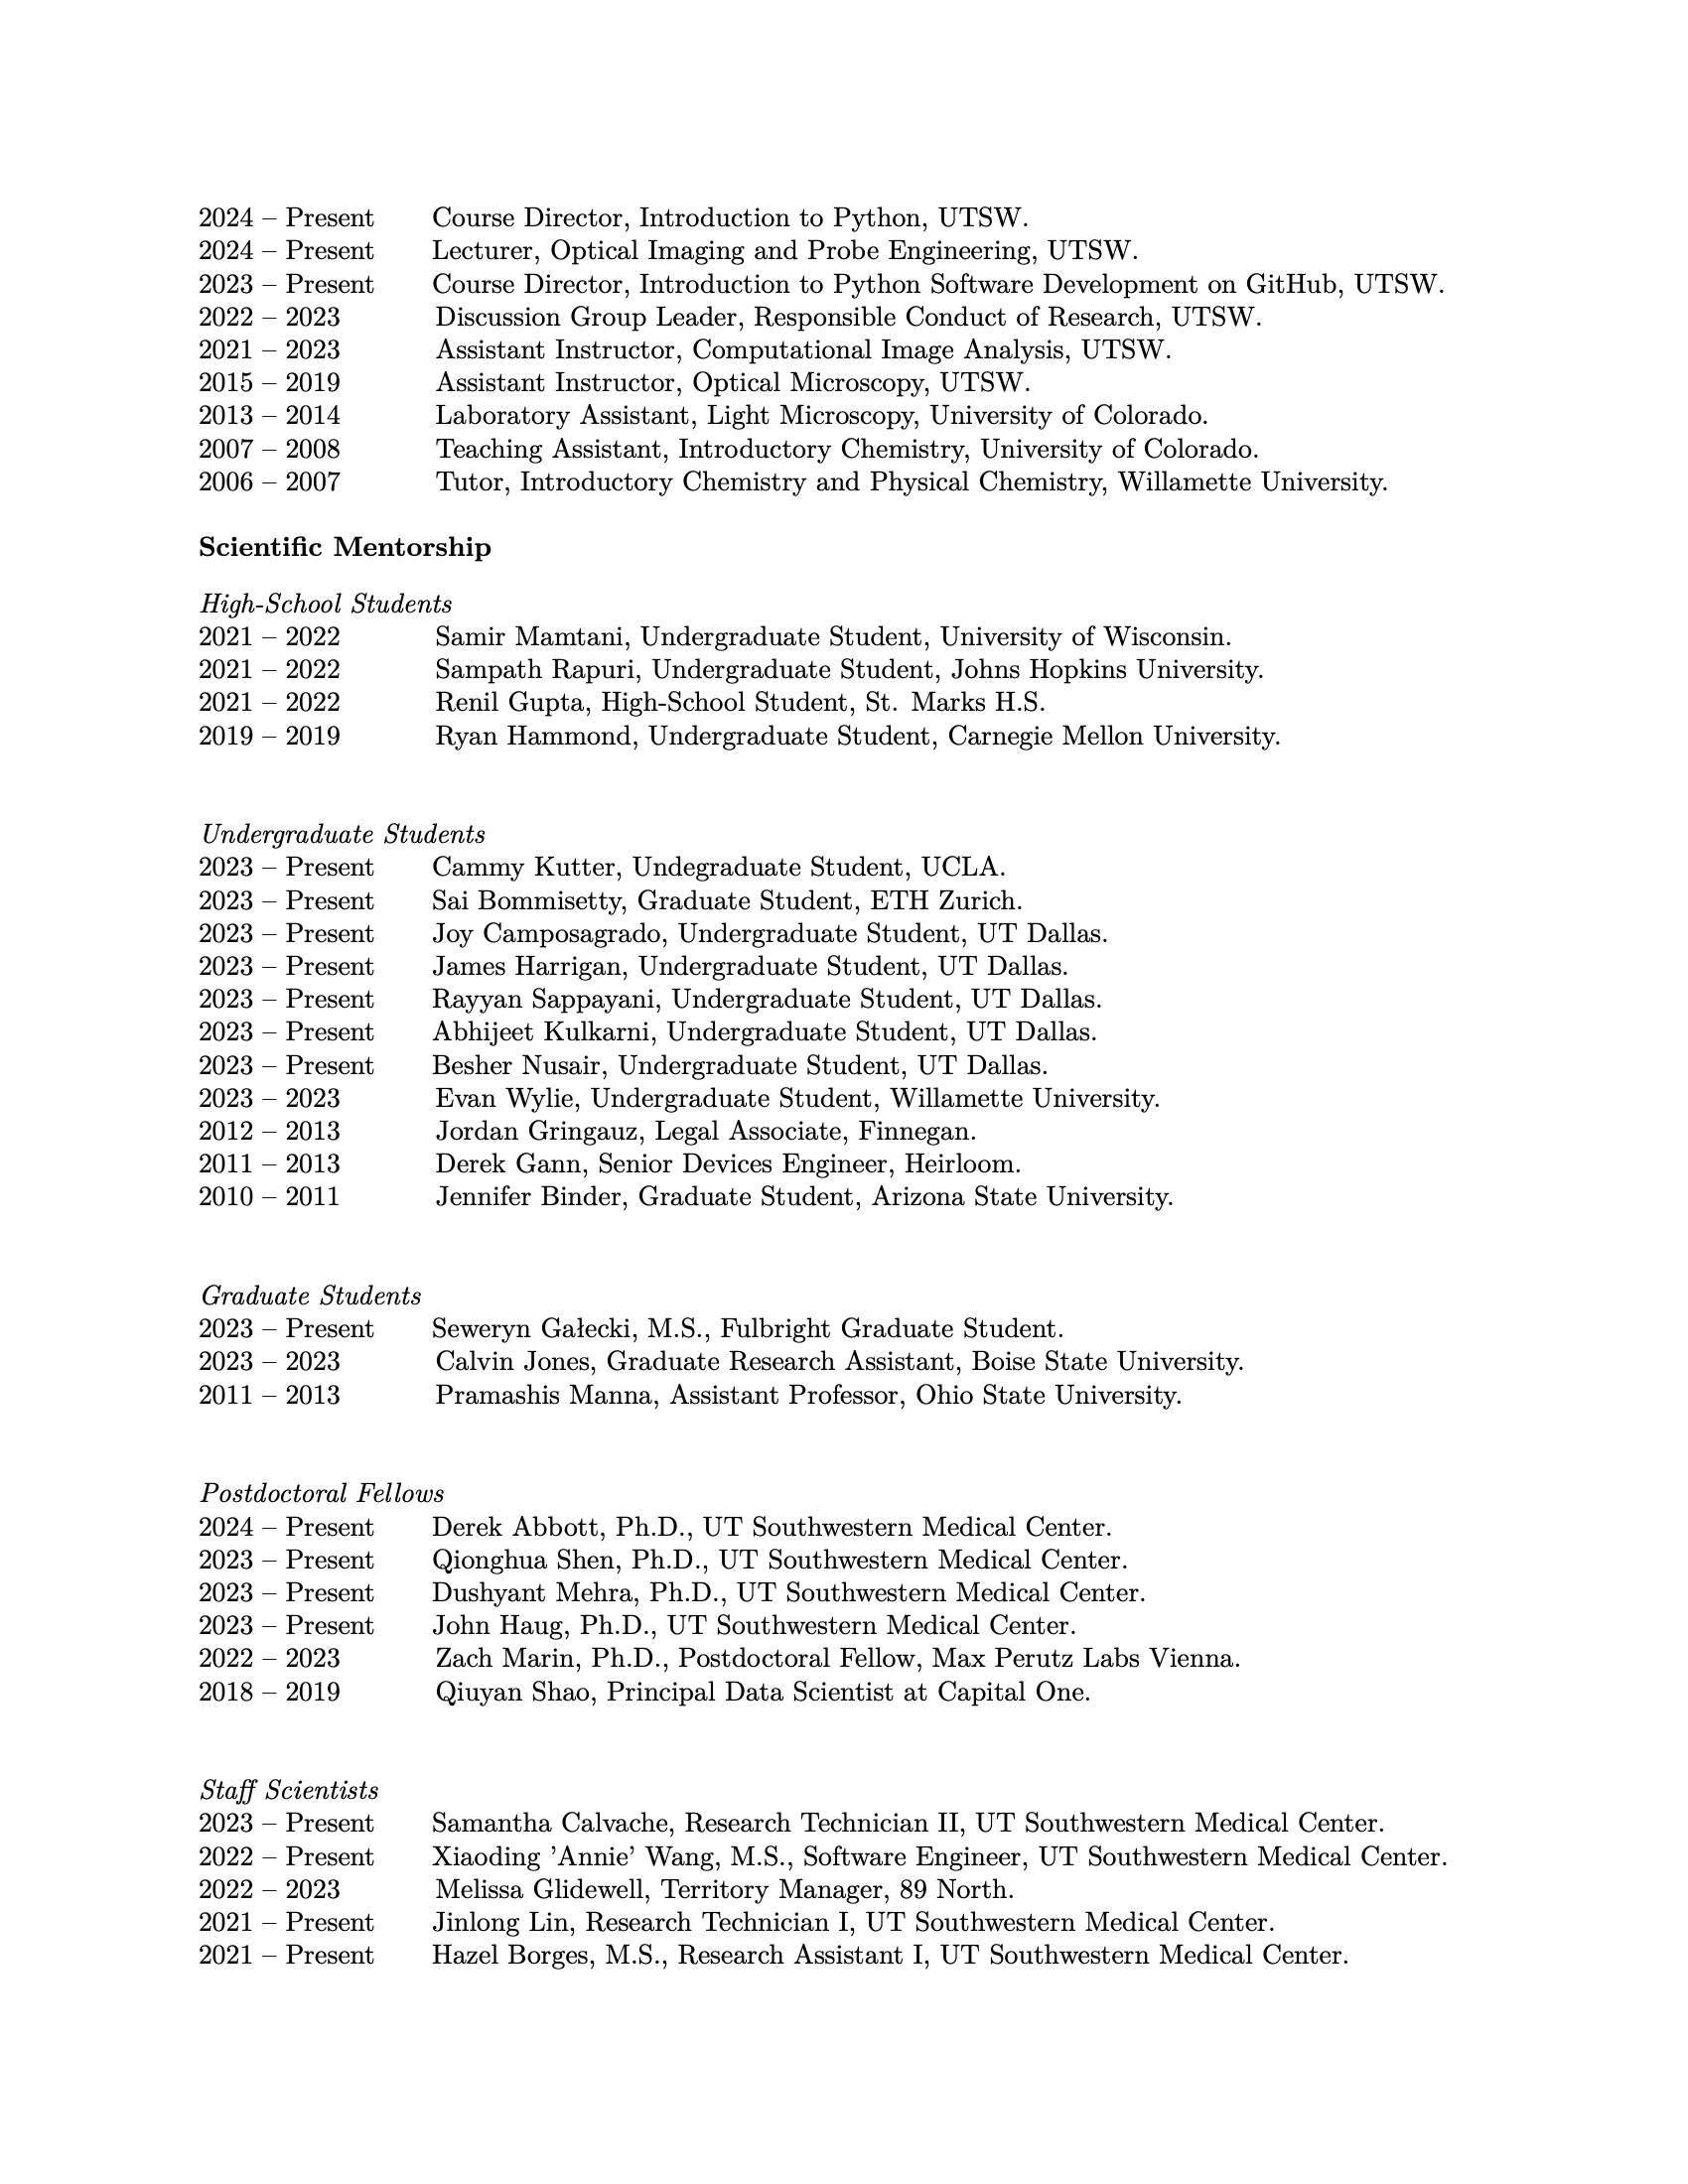 2024 – Present Course Director, Introduction to Python, UTSW.
2024 – Present Lecturer, Optical Imaging and Probe Engineering, UTSW.
2023 – Present Course Director, Introduction to Python Software Development on GitHub, UTSW.
2022 – 2023 Discussion Group Leader, Responsible Conduct of Research, UTSW.
2021 – 2023 Assistant Instructor, Computational Image Analysis, UTSW.
2015 – 2019 Assistant Instructor, Optical Microscopy, UTSW.
2013 – 2014 Laboratory Assistant, Light Microscopy, University of Colorado.
2007 – 2008 Teaching Assistant, Introductory Chemistry, University of Colorado.
2006 – 2007 Tutor, Introductory Chemistry and Physical Chemistry, Willamette University.
Scientific Mentorship
High-School Students
2021 – 2022 Samir Mamtani, Undergraduate Student, University of Wisconsin.
2021 – 2022 Sampath Rapuri, Undergraduate Student, Johns Hopkins University.
2021 – 2022 Renil Gupta, High-School Student, St. Marks H.S.
2019 – 2019 Ryan Hammond, Undergraduate Student, Carnegie Mellon University.
Undergraduate Students
2023 – Present Cammy Kutter, Undegraduate Student, UCLA.
2023 – Present Sai Bommisetty, Graduate Student, ETH Zurich.
2023 – Present Joy Camposagrado, Undergraduate Student, UT Dallas.
2023 – Present James Harrigan, Undergraduate Student, UT Dallas.
2023 – Present Rayyan Sappayani, Undergraduate Student, UT Dallas.
2023 – Present Abhijeet Kulkarni, Undergraduate Student, UT Dallas.
2023 – Present Besher Nusair, Undergraduate Student, UT Dallas.
2023 – 2023 Evan Wylie, Undergraduate Student, Willamette University.
2012 – 2013 Jordan Gringauz, Legal Associate, Finnegan.
2011 – 2013 Derek Gann, Senior Devices Engineer, Heirloom.
2010 – 2011 Jennifer Binder, Graduate Student, Arizona State University.
Graduate Students
2023 – Present Seweryn Gałecki, M.S., Fulbright Graduate Student.
2023 – 2023 Calvin Jones, Graduate Research Assistant, Boise State University.
2011 – 2013 Pramashis Manna, Assistant Professor, Ohio State University.
Postdoctoral Fellows
2024 – Present Derek Abbott, Ph.D., UT Southwestern Medical Center.
2023 – Present Qionghua Shen, Ph.D., UT Southwestern Medical Center.
2023 – Present Dushyant Mehra, Ph.D., UT Southwestern Medical Center.
2023 – Present John Haug, Ph.D., UT Southwestern Medical Center.
2022 – 2023 Zach Marin, Ph.D., Postdoctoral Fellow, Max Perutz Labs Vienna.
2018 – 2019 Qiuyan Shao, Principal Data Scientist at Capital One.
Staff Scientists
2023 – Present Samantha Calvache, Research Technician II, UT Southwestern Medical Center.
2022 – Present Xiaoding ’Annie’ Wang, M.S., Software Engineer, UT Southwestern Medical Center.
2022 – 2023 Melissa Glidewell, Territory Manager, 89 North.
2021 – Present Jinlong Lin, Research Technician I, UT Southwestern Medical Center.
2021 – Present Hazel Borges, M.S., Research Assistant I, UT Southwestern Medical Center.